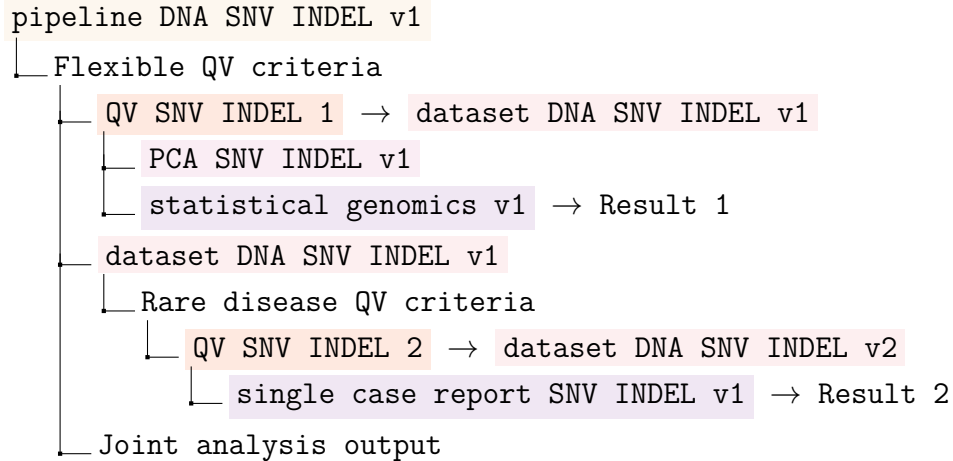 pipeline DNA SNV INDEL v1
Flexible QV criteria
QV SNV INDEL 1 → dataset DNA SNV INDEL v1
PCA SNV INDEL v1
statistical genomics v1 → Result 1
dataset DNA SNV INDEL v1
Rare disease QV criteria
QV SNV INDEL 2 → dataset DNA SNV INDEL v2
single case report SNV INDEL v1 → Result 2
Joint analysis output